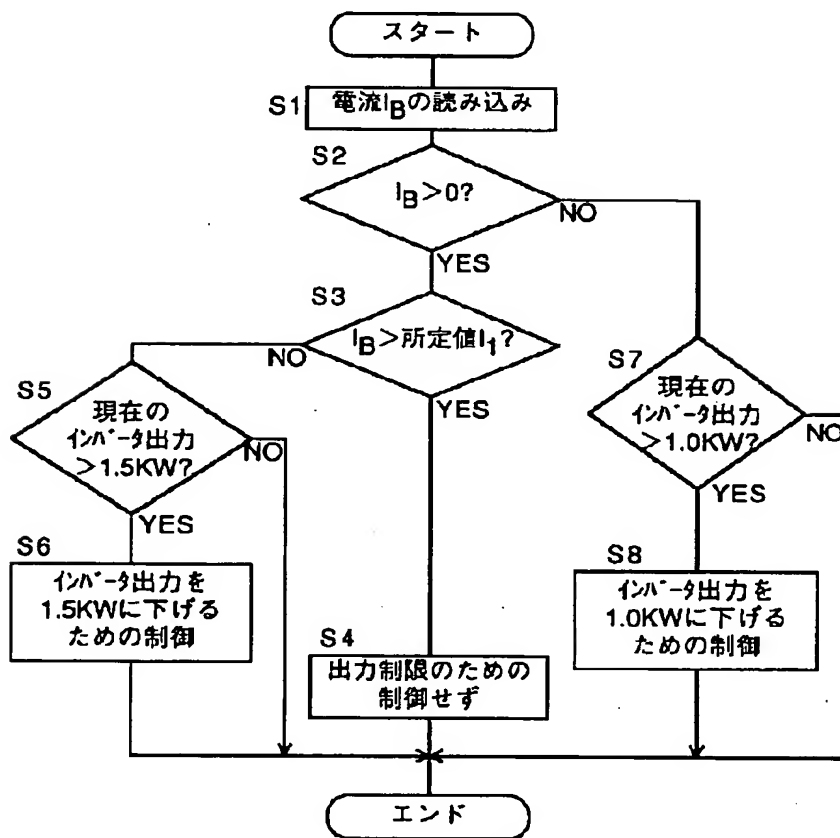 スタート
S1
電流IBの読み込み
S2
IB>0?
NO
YES
S3
IB>所定値I1?
NO
YES
S5
現在の
インバータ出力
>1.5KW?
NO
YES
S7
現在の
インバータ出力
>1.0KW?
NO
YES
S6
インバータ出力を
1.5KWに下げる
ための制御
S8
インバータ出力を
1.0KWに下げる
ための制御
S4
出力制限のための
制御せず
エンド